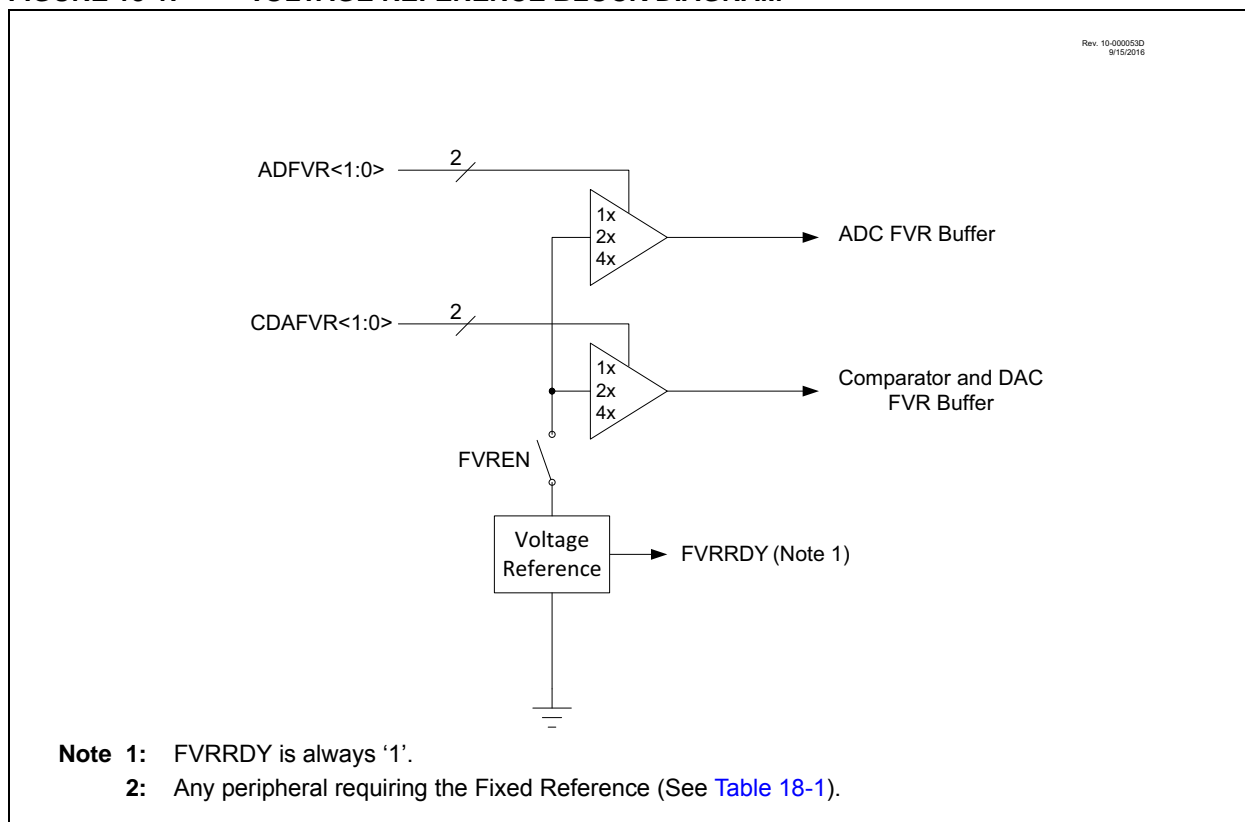 Rev. 10-000053D
9/15/2016
ADFVR<1:0>
2
1x
2x
4x
ADC FVR Buffer
CDAFVR<1:0>
2
1x
2x
4x
Comparator and DAC
FVR Buffer
FVREN
Voltage
Reference
FVRRDY (Note 1)
Note 1: FVRRDY is always ‘1’.
2: Any peripheral requiring the Fixed Reference (See Table 18-1).